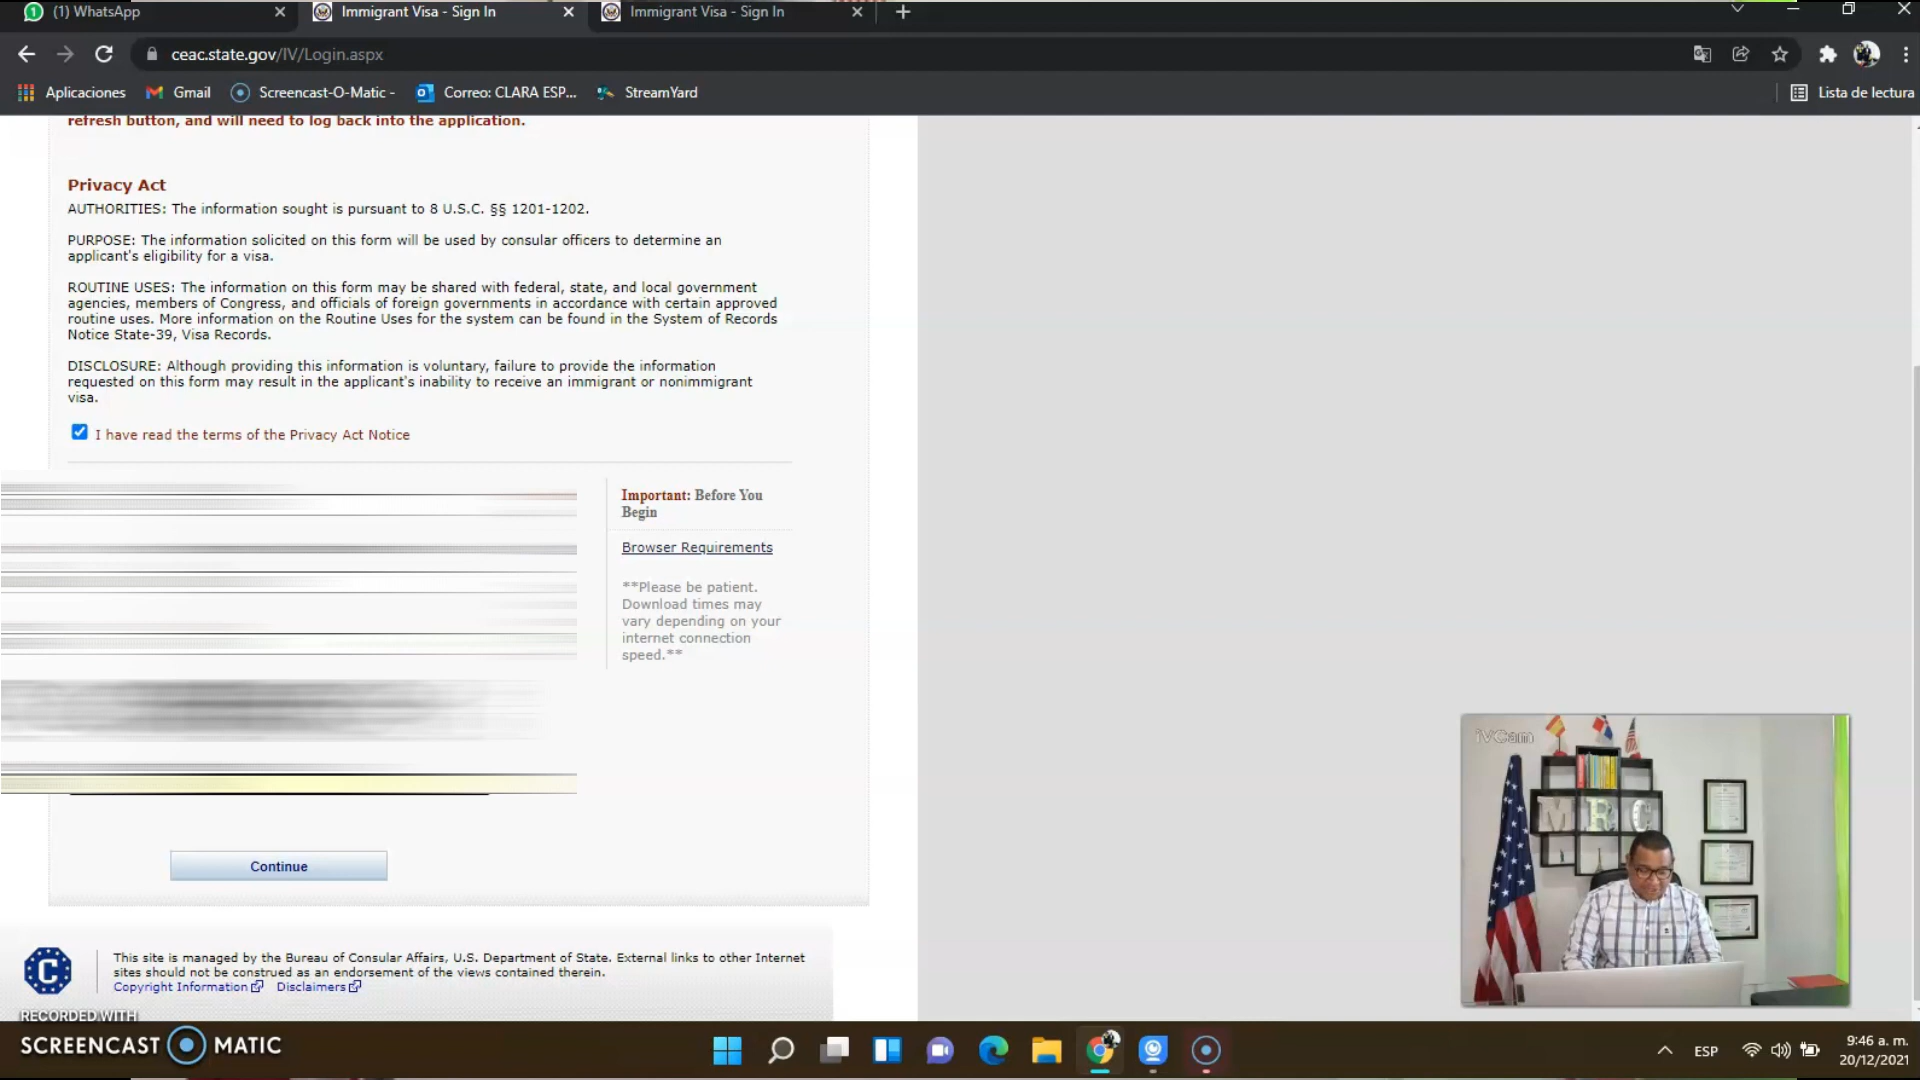 (1) WhatsApp
Immigrant Visa - Sign In
Immigrant Visa - Sign In
ceac.state.gov/IV/Login.aspx
Aplicaciones
Gmail
Screencast-O-Matic -
Correo: CLARA ESP...
StreamYard
Lista de lectura
refresh button, and will need to log back into the application.
Privacy Act
AUTHORITIES: The information sought is pursuant to 8 U.S.C. §§ 1201-1202.
PURPOSE: The information solicited on this form will be used by consular officers to determine an
applicant's eligibility for a visa.
ROUTINE USES: The information on this form may be shared with federal, state, and local government
agencies, members of Congress, and officials of foreign governments in accordance with certain approved
routine uses. More information on the Routine Uses for the system can be found in the System of Records
Notice State-39, Visa Records.
DISCLOSURE: Although providing this information is voluntary, failure to provide the information
requested on this form may result in the applicant's inability to receive an immigrant or nonimmigrant
visa.
I have read the terms of the Privacy Act Notice
Important: Before You
Begin
Browser Requirements
**Please be patient.
Download times may
vary depending on your
internet connection
speed.**
Continue
iVCam
MRC
This site is managed by the Bureau of Consular Affairs, U.S. Department of State. External links to other Internet
sites should not be construed as an endorsement of the views contained therein.
Copyright Information
Disclaimers
RECORDED WITH
SCREENCAST MATIC
ESP
9:46 a. m.
20/12/2021